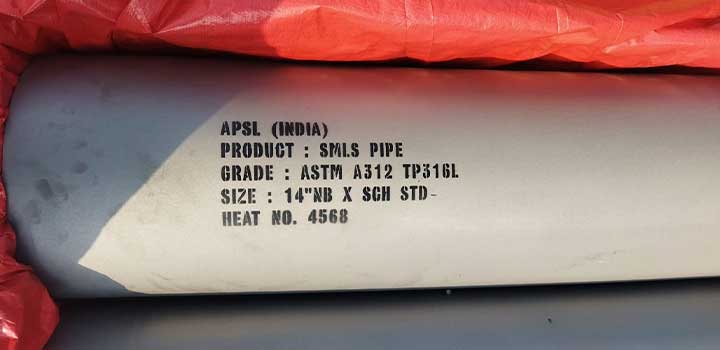 APSL (INDIA)
PRODUCT : SMLS PIPE
GRADE : ASTM A312 TP316L
SIZE : 14"NB X SCH STD-
HEAT NO. 4568